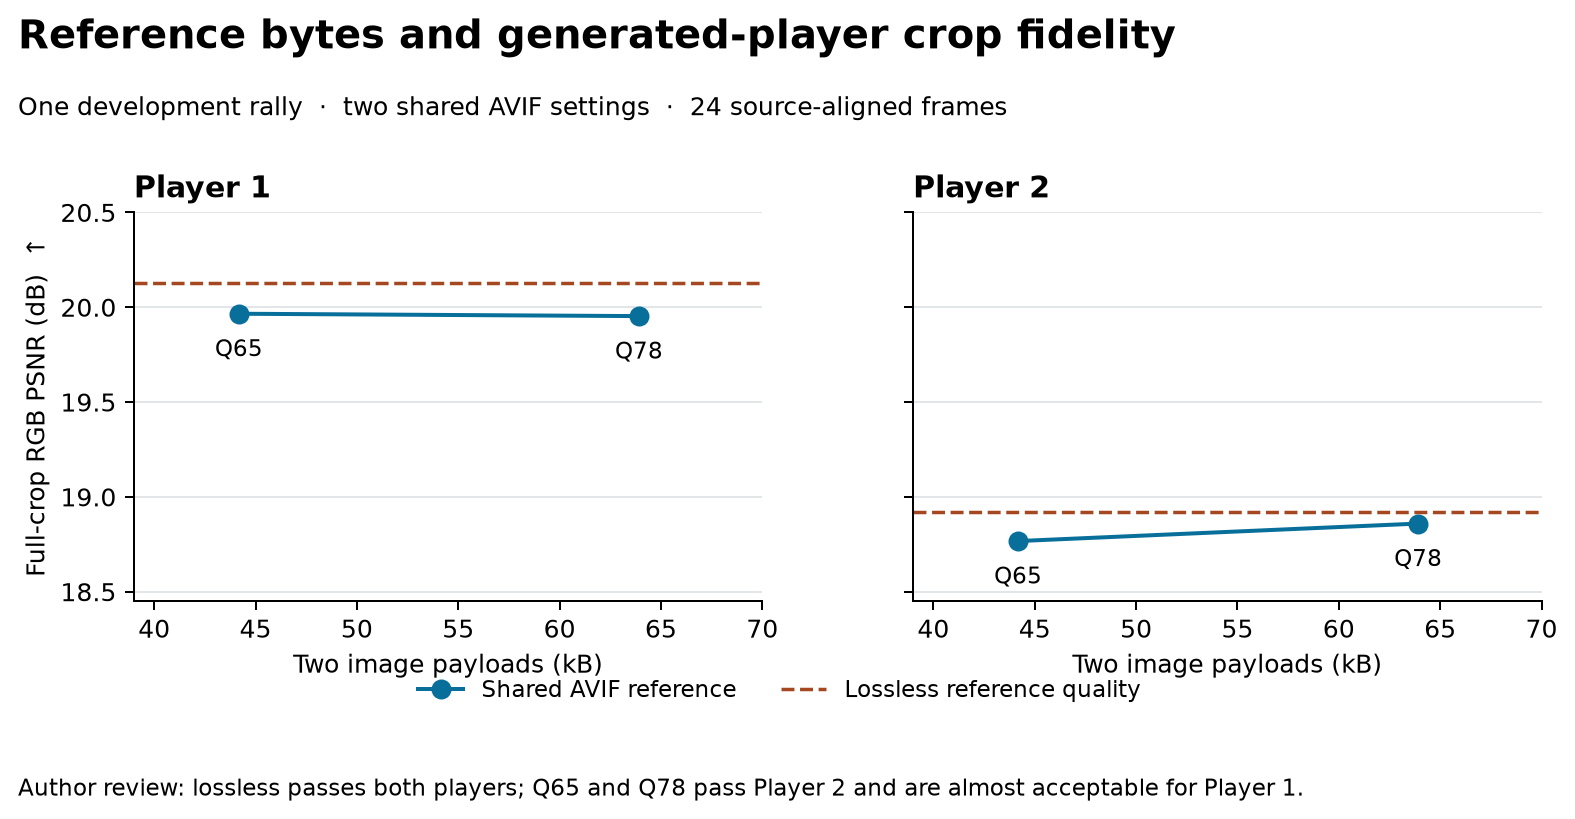 Reference bytes and generated-player crop fidelity
One development rally · two shared AVIF settings · 24 source-aligned frames
Player 1
Full-crop RGB PSNR (dB) ↑
20.5
20.0
19.5
19.0
18.5
Q65
Q78
40 45 50 55 60 65 70
Two image payloads (kB)
Player 2
Q65
Q78
40 45 50 55 60 65 70
Two image payloads (kB)
Shared AVIF reference
Lossless reference quality
Author review: lossless passes both players; Q65 and Q78 pass Player 2 and are almost acceptable for Player 1.